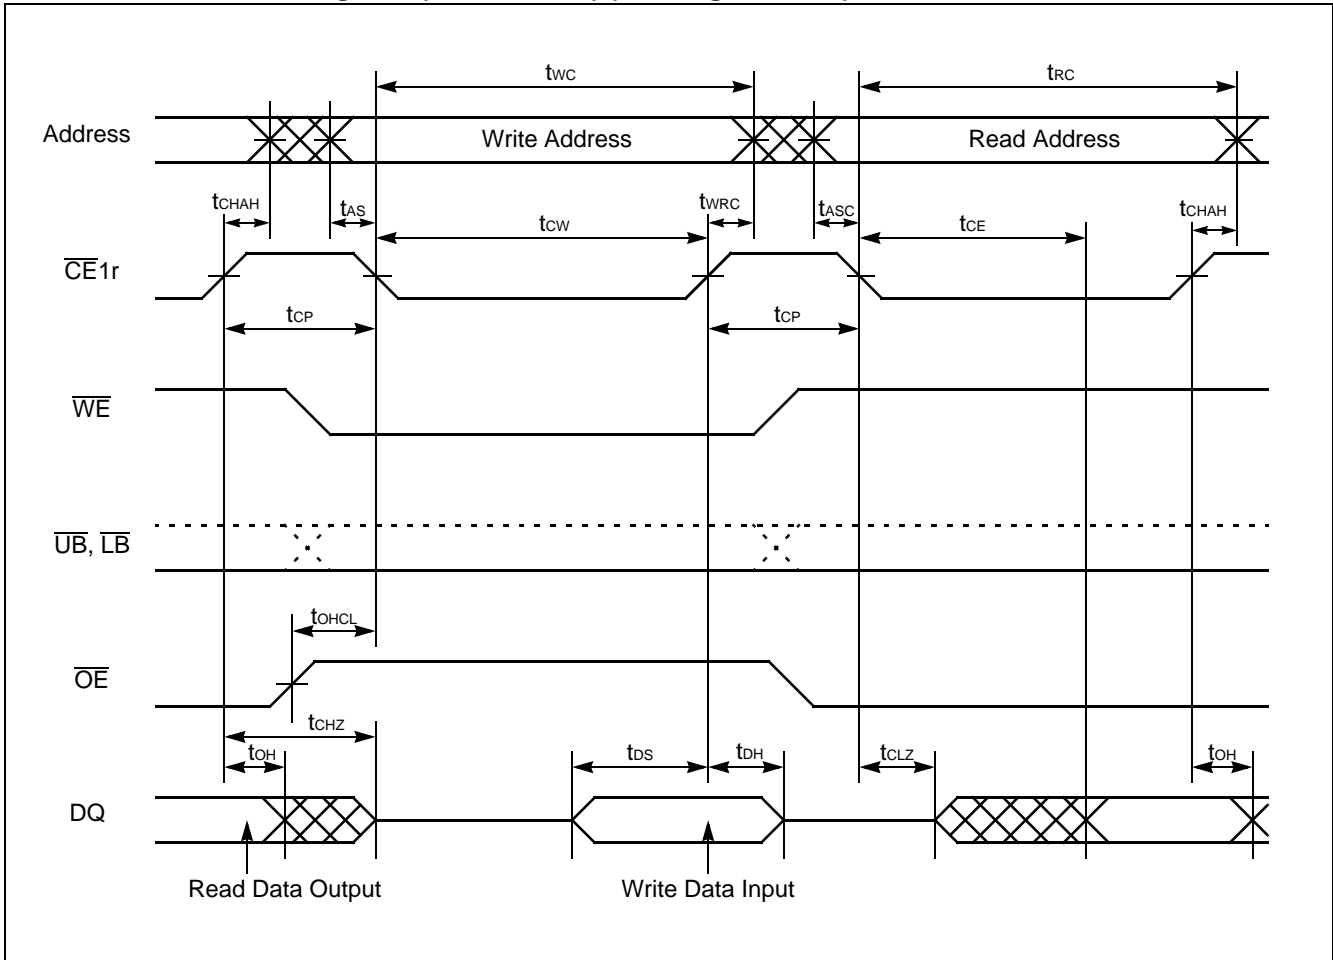 tWC tRC
Address Write Address Read Address
tCHAH tAS tCW tWRC tASC tCE tCHAH
CE1r
tCP tCP
WE
UB, LB
tOHCL
OE
tCHZ
tOH tDS tDH tCLZ tOH
DQ
Read Data Output Write Data Input